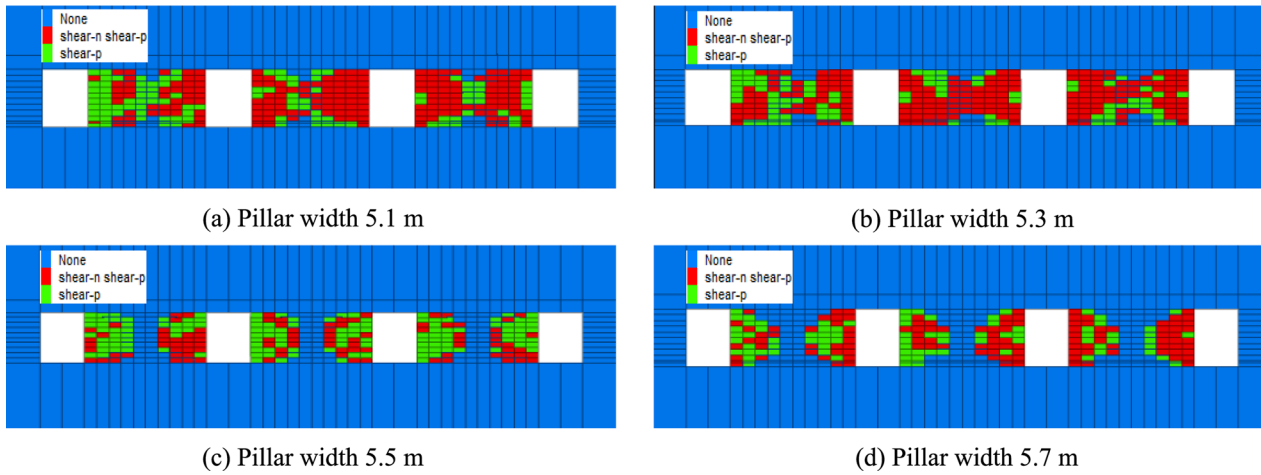 None
shear-n shear-p
shear-p
None
shear-n shear-p
shear-p
(a) Pillar width 5.1 m
(b) Pillar width 5.3 m
None
shear-n shear-p
shear-p
None
shear-n shear-p
shear-p
(c) Pillar width 5.5 m
(d) Pillar width 5.7 m